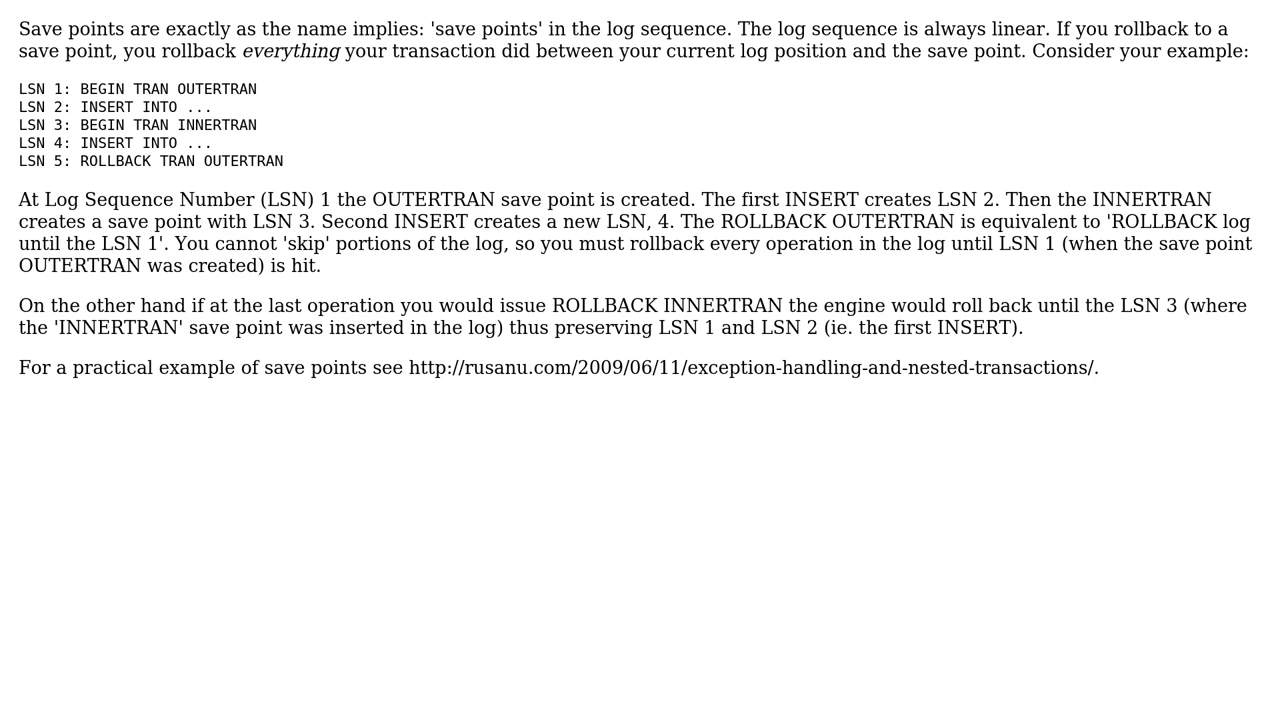 Save points are exactly as the name implies: 'save points' in the log sequence. The log sequence is always linear. If you rollback to a
save point, you rollback everything your transaction did between your current log position and the save point. Consider your example:
LSN 1: BEGIN TRAN OUTERTRAN
LSN 2: INSERT INTO ...
LSN 3: BEGIN TRAN INNERTRAN
LSN 4: INSERT INTO ...
LSN 5: ROLLBACK TRAN OUTERTRAN
At Log Sequence Number (LSN) 1 the OUTERTRAN save point is created. The first INSERT creates LSN 2. Then the INNERTRAN
creates a save point with LSN 3. Second INSERT creates a new LSN, 4. The ROLLBACK OUTERTRAN is equivalent to 'ROLLBACK log
until the LSN 1'. You cannot 'skip' portions of the log, so you must rollback every operation in the log until LSN 1 (when the save point
OUTERTRAN was created) is hit.
On the other hand if at the last operation you would issue ROLLBACK INNERTRAN the engine would roll back until the LSN 3 (where
the 'INNERTRAN' save point was inserted in the log) thus preserving LSN 1 and LSN 2 (ie. the first INSERT).
For a practical example of save points see http://rusanu.com/2009/06/11/exception-handling-and-nested-transactions/.